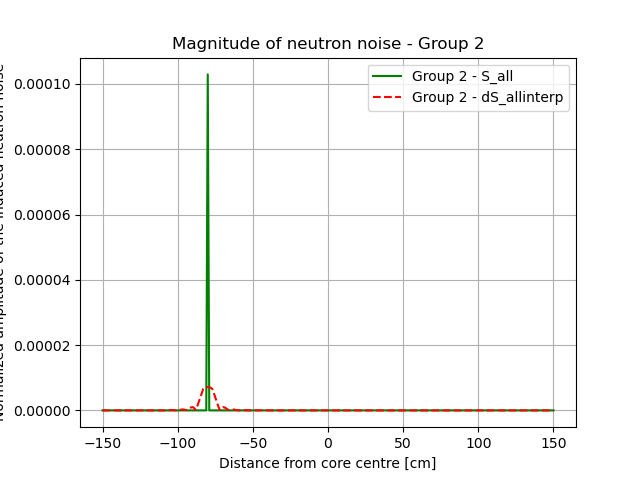 Magnitude of neutron noise - Group 2
Group 2 - S_all
Group 2 - dS_allinterp
0.00010
0.00008
0.00006
0.00004
0.00002
0.00000
−150
−100
−50
0
50
100
150
Distance from core centre [cm]
Normalized amplitude of the induced neutron noise